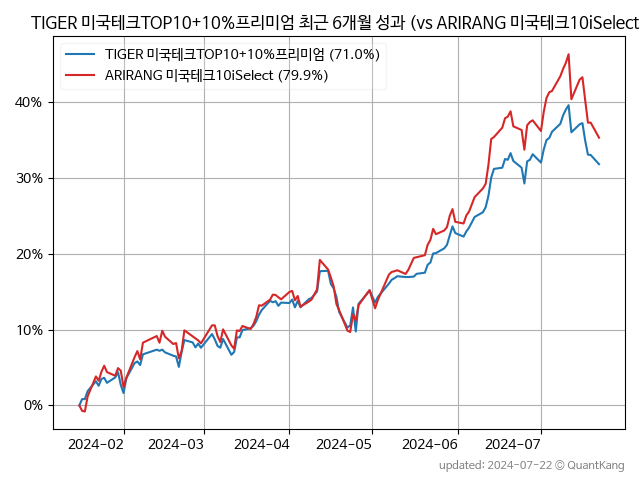 TIGER 미국테크TOP10+10%프리미엄 최근 6개월 성과 (vs ARIRANG 미국테크10iSelect
TIGER 미국테크TOP10+10%프리미엄 (71.0%)
ARIRANG 미국테크10iSelect (79.9%)
40%
30%
20%
10%
0%
2024-02 2024-03 2024-04 2024-05 2024-06 2024-07
updated: 2024-07-22 © QuantKang